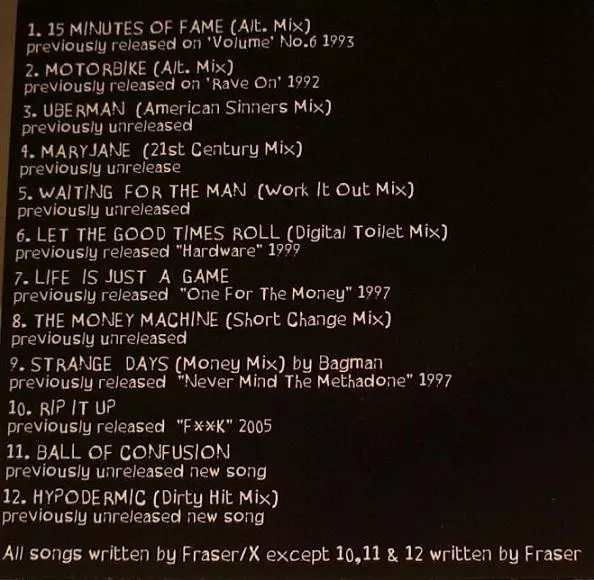 1. 15 MINUTES OF FAME (Alt. Mix)
previously released on 'Volume' No.6 1993
2. MOTORBIKE (Alt. Mix)
previously released on 'Rave On' 1992
3. UBERMAN (American Sinners Mix)
previously unreleased
4. MARYJANE (21st Century Mix)
previously unrelease
5. WAITING FOR THE MAN (Work It Out Mix)
previously unreleased
6. LET THE GOOD TIMES ROLL (Digital Toilet Mix)
previously released "Hardware" 1999
7. LIFE IS JUST A GAME
previously released "One For The Money" 1997
8. THE MONEY MACHINE (Short Change Mix)
previously unreleased
9. STRANGE DAYS (Money Mix) by Bagman
previously released "Never Mind The Methadone" 1997
10. RIP IT UP
previously released "F**K" 2005
11. BALL OF CONFUSION
previously unreleased new song
12. HYPODERMIC (Dirty Hit Mix)
previously unreleased new song
All songs written by Fraser/X except 10,11 & 12 written by Fraser